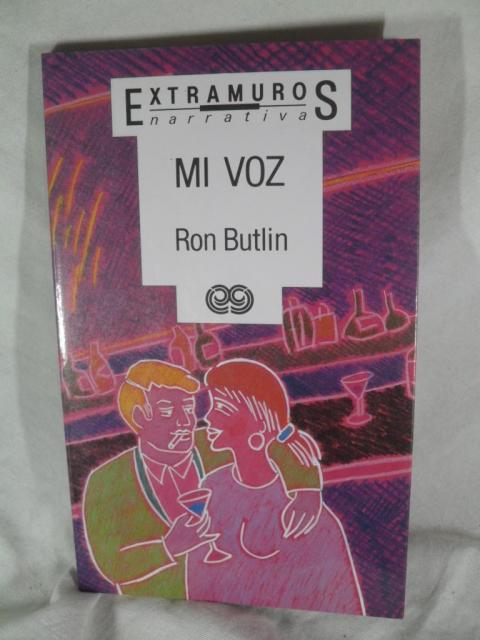 EXTRAMUROS
narrativa
MI VOZ
Ron Butlin